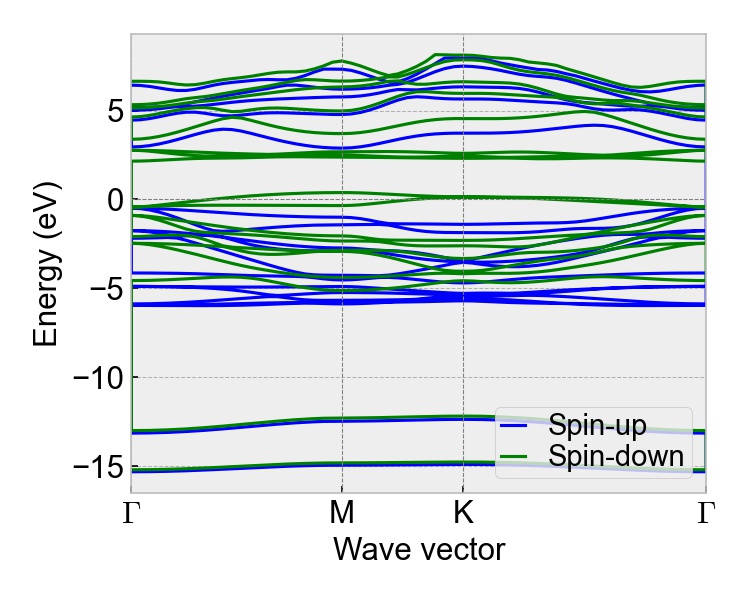 Energy (eV)
5
0
−5
−10
−15
Spin-up
Spin-down
Γ M K Γ
Wave vector